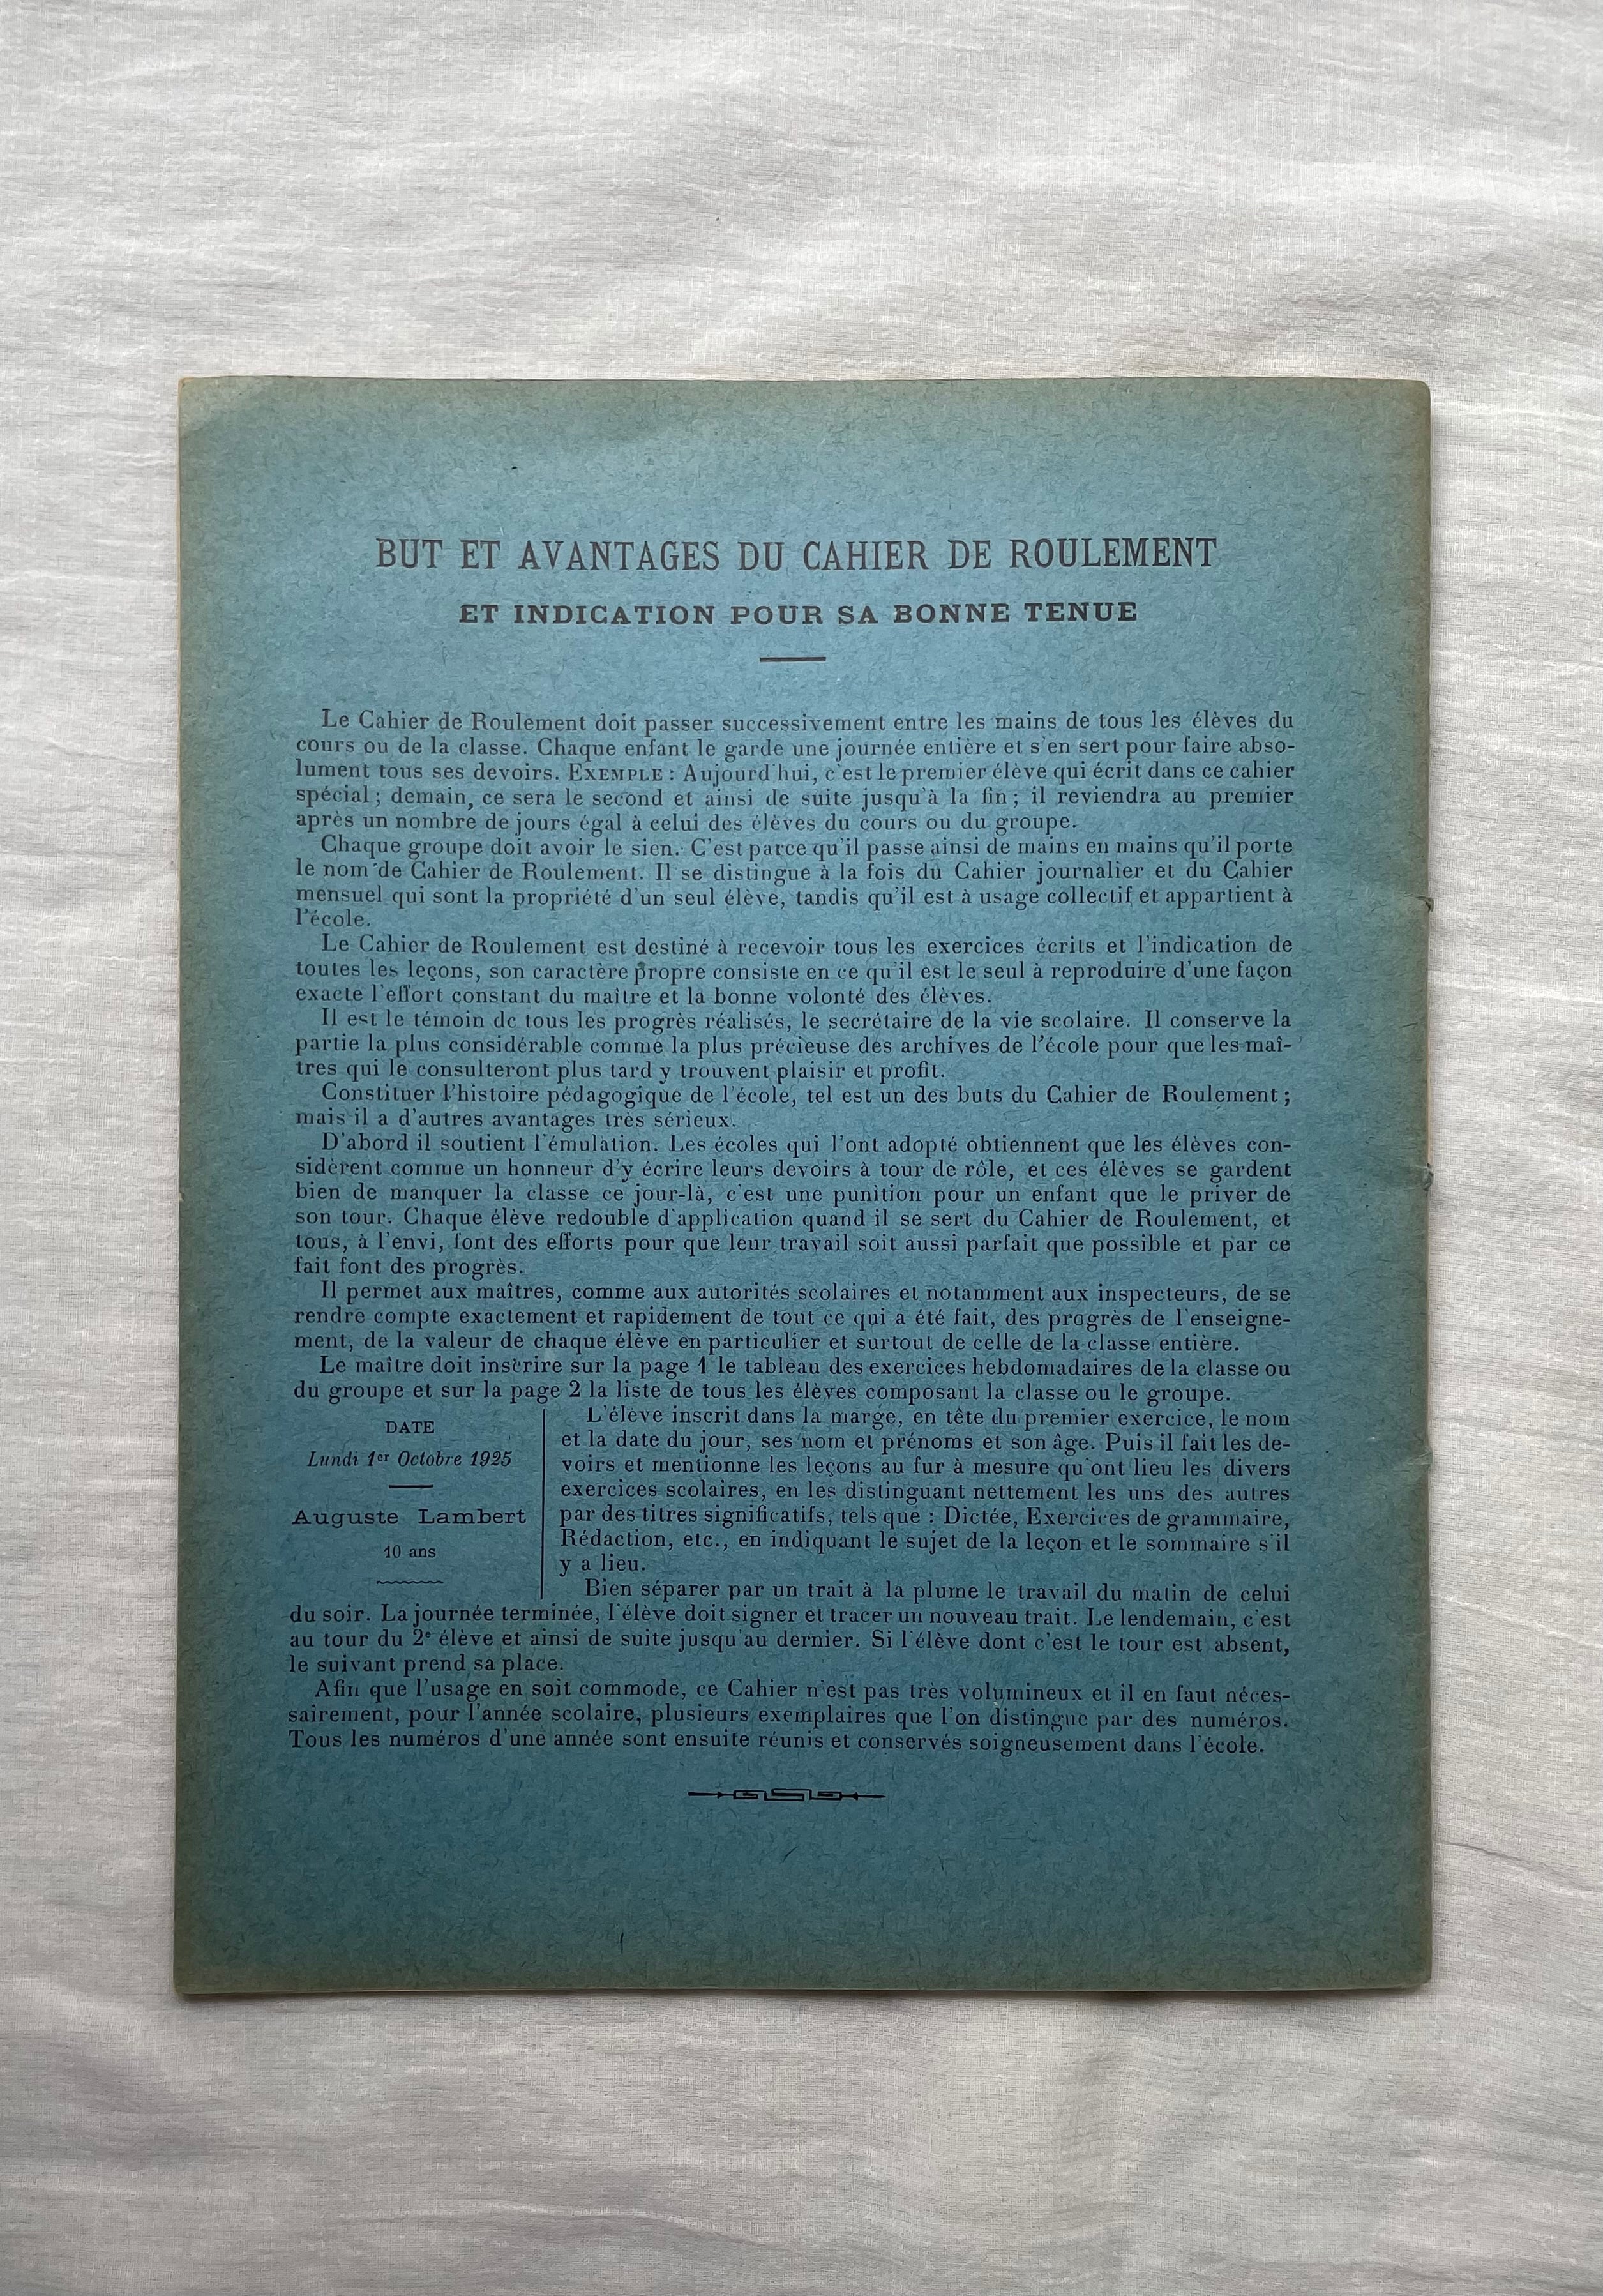 BUT ET AVANTAGES DU CAHIER DE ROULEMENT
ET INDICATION POUR SA BONNE TENUE
Le Cahier de Roulement doit passer successivement entre les mains de tous les élèves du
cours ou de la classe. Chaque enfant le garde une journée entière et s'en sert pour faire abso-
lument tous ses devoirs. EXEMPLE : Aujourd'hui, c'est le premier élève qui écrit dans ce cahier
spécial ; demain, ce sera le second et ainsi de suite jusqu'à la fin ; il reviendra au premier
après un nombre de jours égal à celui des élèves du cours ou du groupe.
Chaque groupe doit avoir le sien. C'est parce qu'il passe ainsi de mains en mains qu'il porte
le nom de Cahier de Roulement. Il se distingue à la fois du Cahier journalier et du Cahier
mensuel qui sont la propriété d'un seul élève, tandis qu'il est à usage collectif et appartient à
l'école.
Le Cahier de Roulement est destiné à recevoir tous les exercices écrits et l'indication de
toutes les leçons, son caractère propre consiste en ce qu'il est le seul à reproduire d'une façon
exacte l'effort constant du maître et la bonne volonté des élèves.
Il est le témoin de tous les progrès réalisés, le secrétaire de la vie scolaire. Il conserve la
partie la plus considérable comme la plus précieuse des archives de l'école pour que les maî-
tres qui le consulteront plus tard y trouvent plaisir et profit.
Constituer l'histoire pédagogique de l'école, tel est un des buts du Cahier de Roulement ;
mais il a d'autres avantages très sérieux.
D'abord il soutient l'émulation. Les écoles qui l'ont adopté obtiennent que les élèves con-
sidèrent comme un honneur d'y écrire leurs devoirs à tour de rôle, et ces élèves se gardent
bien de manquer la classe ce jour-là, c'est une punition pour un enfant que le priver de
son tour. Chaque élève redouble d'application quand il se sert du Cahier de Roulement, et
tous, à l'envi, font des efforts pour que leur travail soit aussi parfait que possible et par ce
fait font des progrès.
Il permet aux maîtres, comme aux autorités scolaires et notamment aux inspecteurs, de se
rendre compte exactement et rapidement de tout ce qui a été fait, des progrès de l'enseigne-
ment, de la valeur de chaque élève en particulier et surtout de celle de la classe entière.
Le maître doit inscrire sur la page 1 le tableau des exercices hebdomadaires de la classe ou
du groupe et sur la page 2 la liste de tous les élèves composant la classe ou le groupe.
DATE
Lundi 1er Octobre 1925
Auguste Lambert
10 ans
L'élève inscrit dans la marge, en tête du premier exercice, le nom
et la date du jour, ses nom et prénoms et son âge. Puis il fait les de-
voirs et mentionne les leçons au fur à mesure qu'ont lieu les divers
exercices scolaires, en les distinguant nettement les uns des autres
par des titres significatifs, tels que : Dictée, Exercices de grammaire,
Rédaction, etc., en indiquant le sujet de la leçon et le sommaire s'il
y a lieu.
Bien séparer par un trait à la plume le travail du matin de celui
du soir. La journée terminée, l'élève doit signer et tracer un nouveau trait. Le lendemain, c'est
au tour du 2e élève et ainsi de suite jusqu'au dernier. Si l'élève dont c'est le tour est absent,
le suivant prend sa place.
Afin que l'usage en soit commode, ce Cahier n'est pas très volumineux et il en faut néces-
sairement, pour l'année scolaire, plusieurs exemplaires que l'on distingue par des numéros.
Tous les numéros d'une année sont ensuite réunis et conservés soigneusement dans l'école.